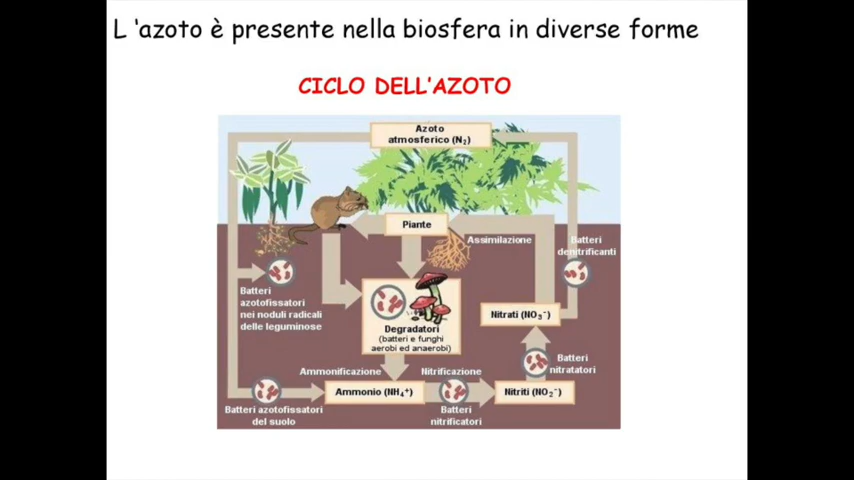 L 'azoto è presente nella biosfera in diverse forme
CICLO DELL'AZOTO
Azoto
atmosferico (N₂)
Piante
Assimilazione
Batteri
denitrificanti
Batteri
azotofissatori
nei noduli radicali
delle leguminose
Degradatori
(batteri e funghi
aerobi ed anaerobi)
Nitrati (NO₃⁻)
Batteri
nitratatori
Ammonificazione
Nitrificazione
Ammonio (NH₄⁺)
Nitriti (NO₂⁻)
Batteri azotofissatori
del suolo
Batteri
nitrificatori